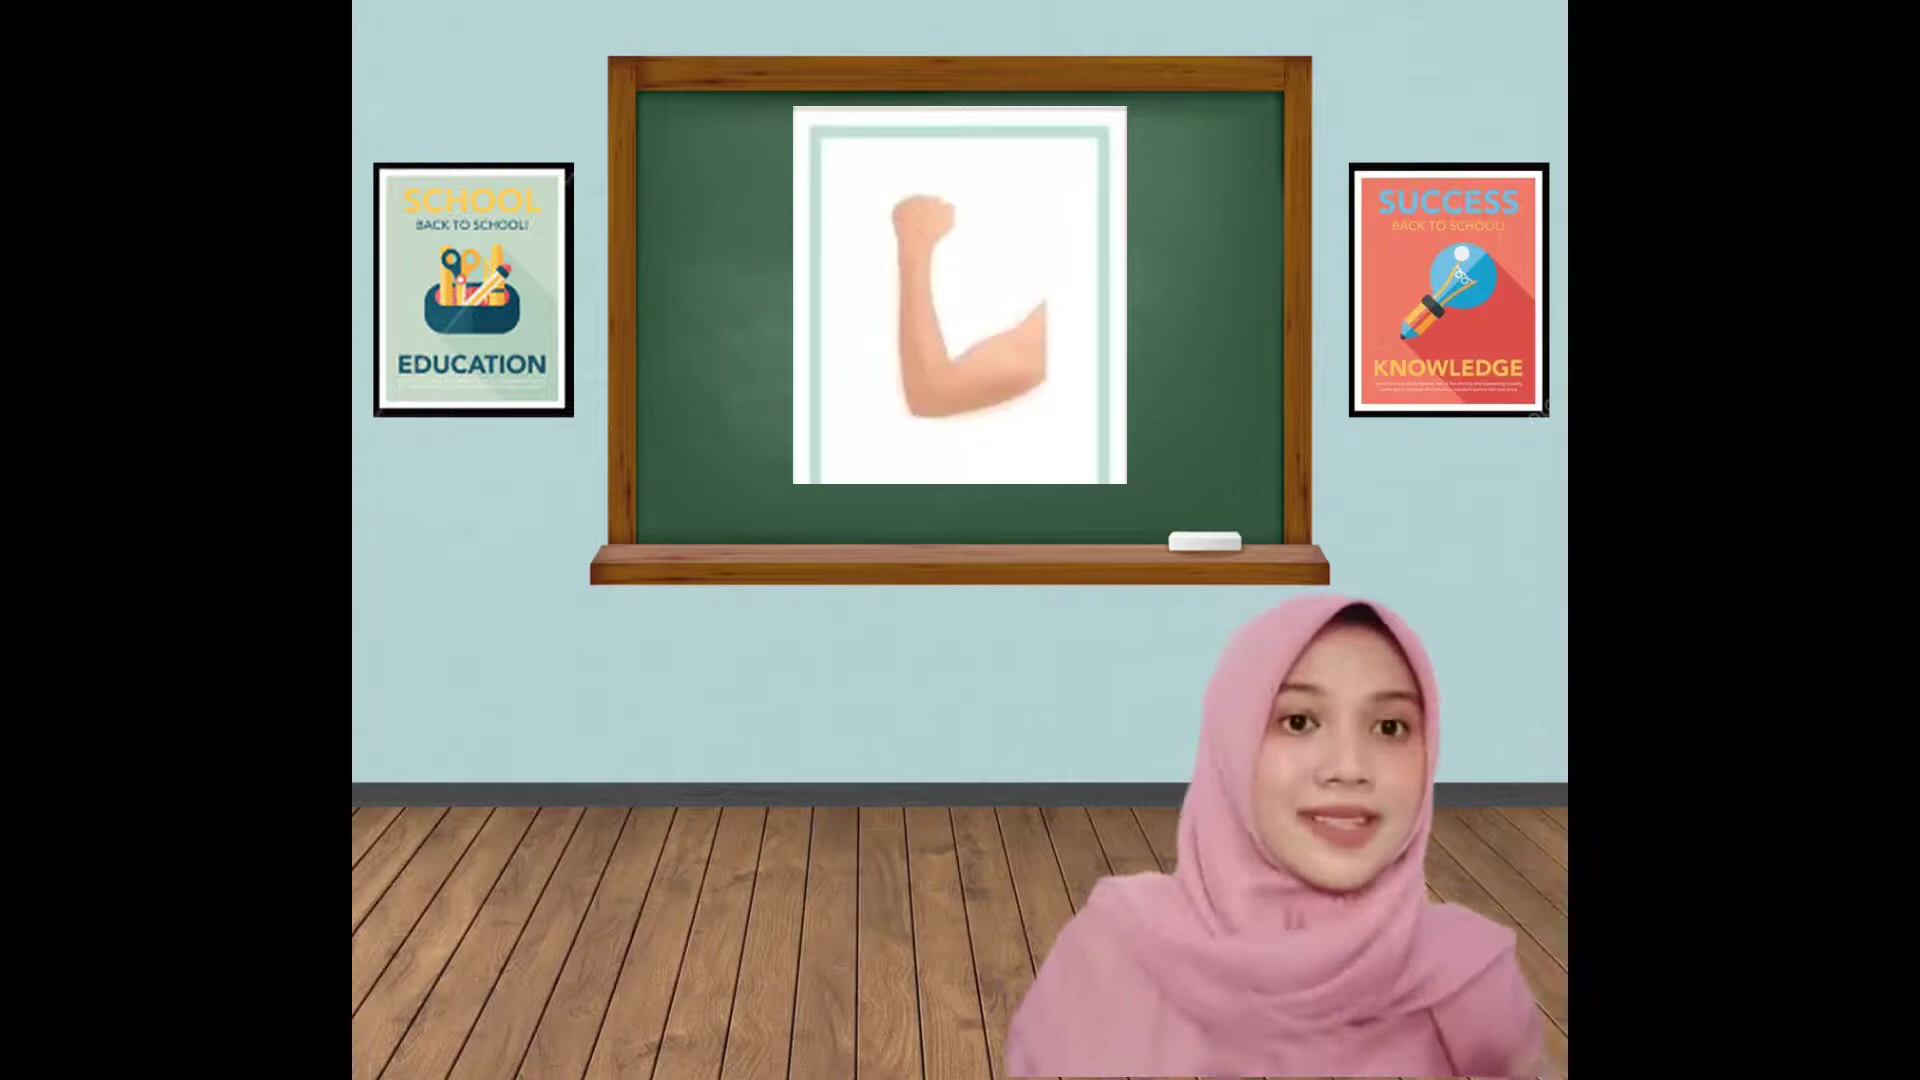 SCHOOL
BACK TO SCHOOL!
EDUCATION
SUCCESS
BACK TO SCHOOL!
KNOWLEDGE